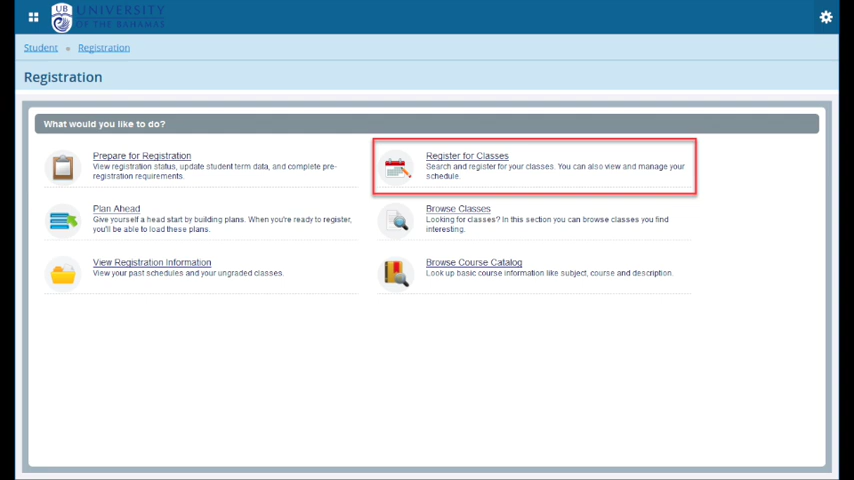 UB
UNIVERSITY
OF THE BAHAMAS
Student
Registration
Registration
What would you like to do?
Prepare for Registration
View registration status, update student term data, and complete pre-
registration requirements.
Register for Classes
Search and register for your classes. You can also view and manage your
schedule.
Plan Ahead
Give yourself a head start by building plans. When you're ready to register,
you'll be able to load these plans.
Browse Classes
Looking for classes? In this section you can browse classes you find
interesting.
View Registration Information
View your past schedules and your ungraded classes.
Browse Course Catalog
Look up basic course information like subject, course and description.